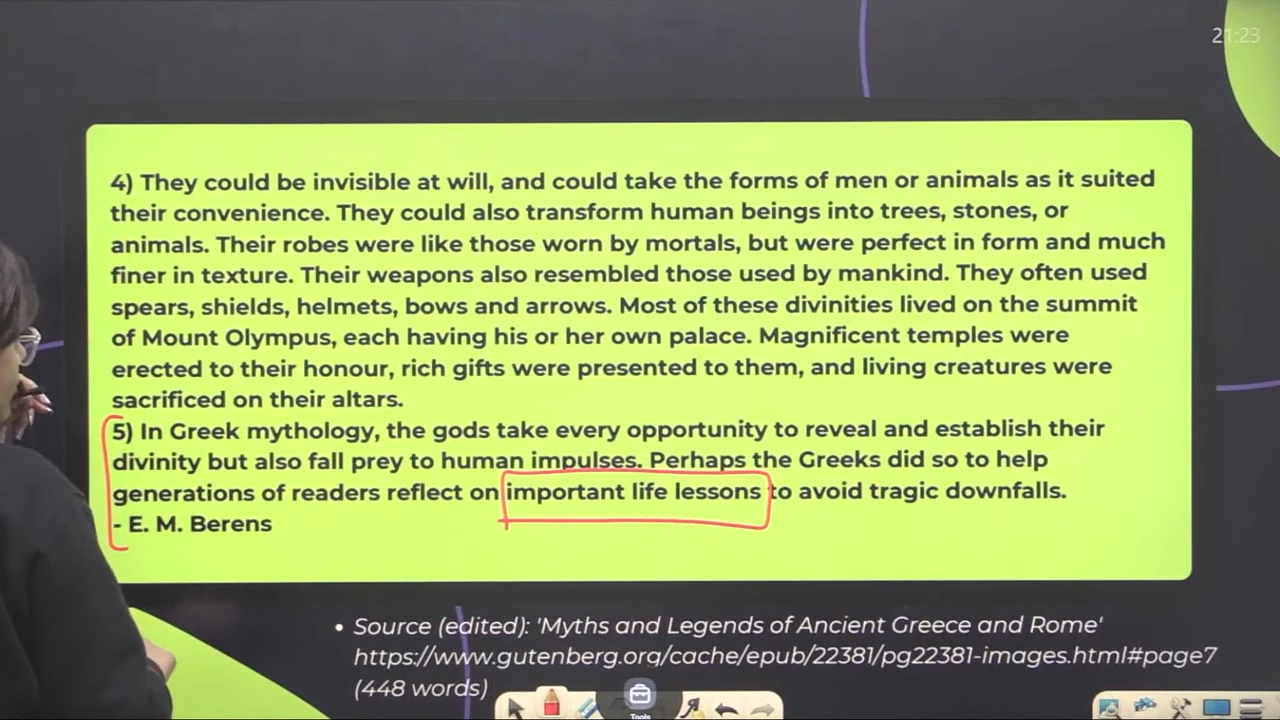 21:23
4) They could be invisible at will, and could take the forms of men or animals as it suited
their convenience. They could also transform human beings into trees, stones, or
animals. Their robes were like those worn by mortals, but were perfect in form and much
finer in texture. Their weapons also resembled those used by mankind. They often used
spears, shields, helmets, bows and arrows. Most of these divinities lived on the summit
of Mount Olympus, each having his or her own palace. Magnificent temples were
erected to their honour, rich gifts were presented to them, and living creatures were
sacrificed on their altars.
5) In Greek mythology, the gods take every opportunity to reveal and establish their
divinity but also fall prey to human impulses. Perhaps the Greeks did so to help
generations of readers reflect on important life lessons to avoid tragic downfalls.
- E. M. Berens
• Source (edited): 'Myths and Legends of Ancient Greece and Rome'
https://www.gutenberg.org/cache/epub/22381/pg22381-images.html#page7
(448 words)
Tools